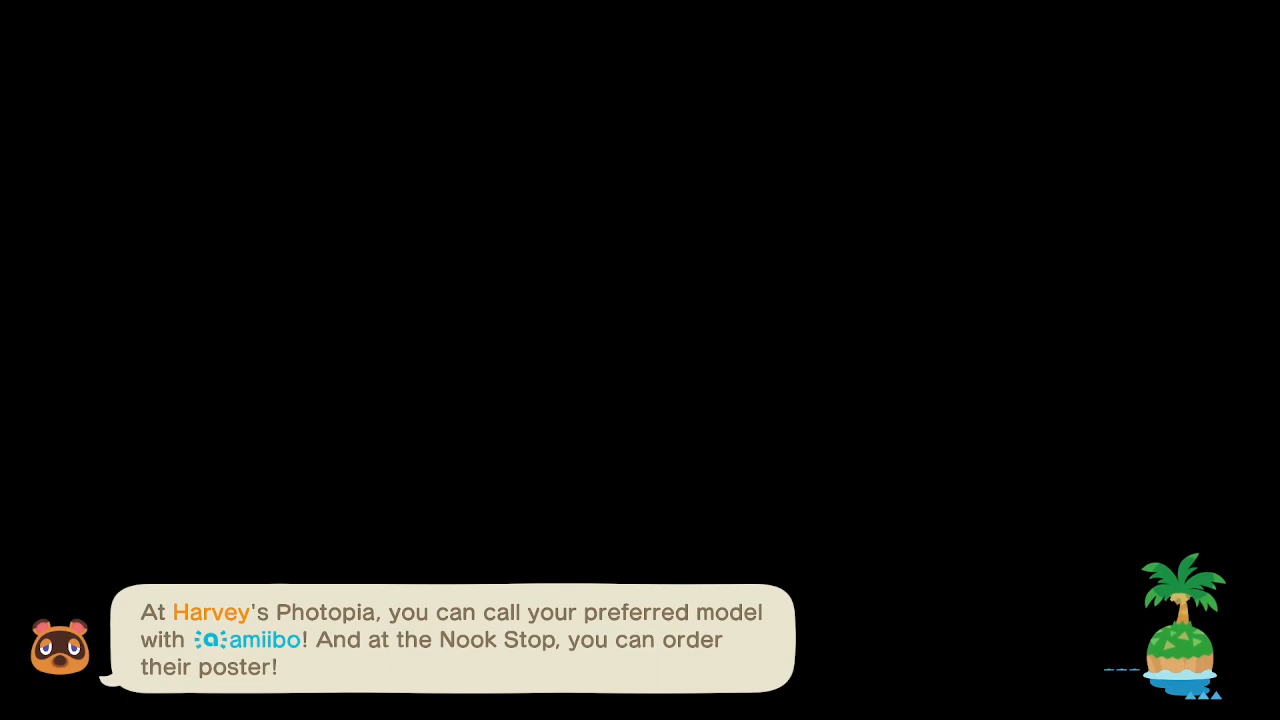 At Harvey's Photopia, you can call your preferred model
with amiibo! And at the Nook Stop, you can order
their poster!